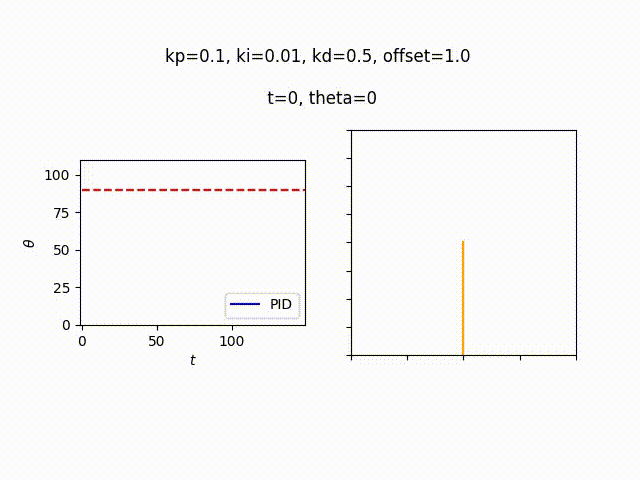 kp=0.1, ki=0.01, kd=0.5, offset=1.0
t=0, theta=0
100
75
50
25
0
θ
PID
0 50 100
t